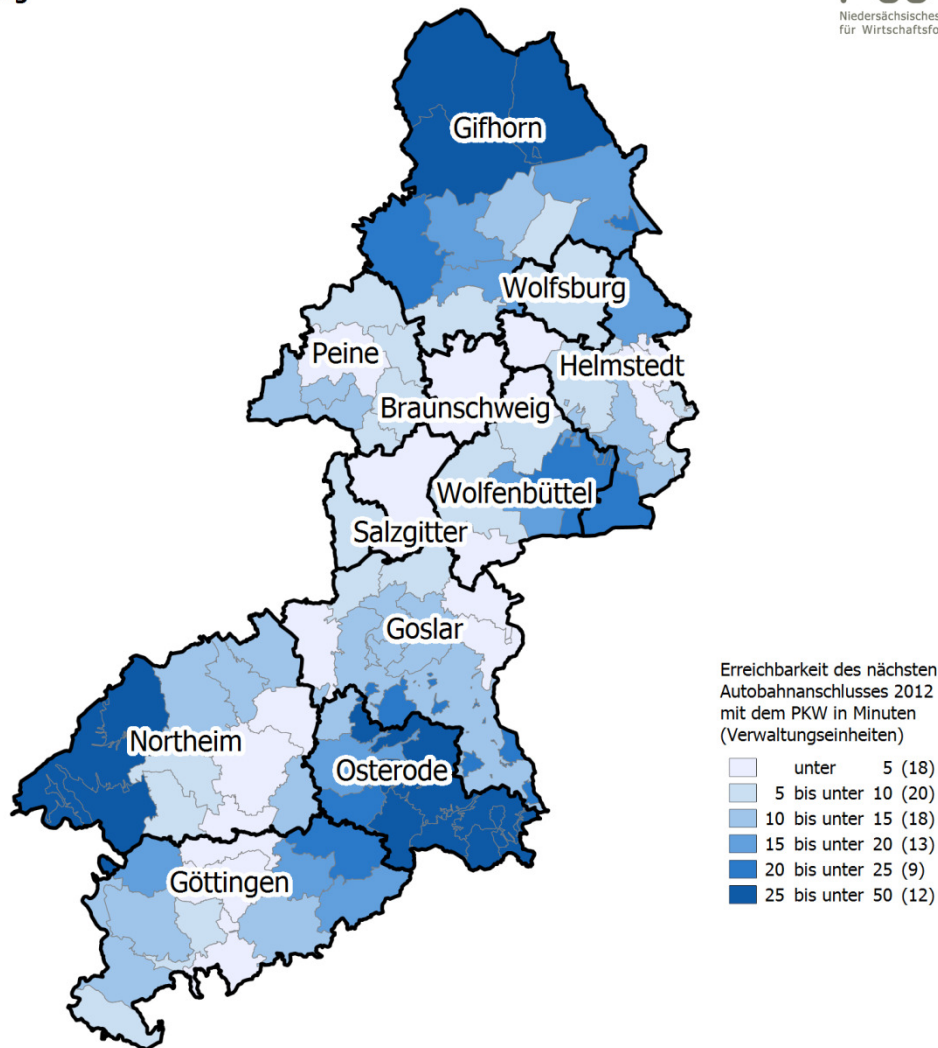 Niedersächsisches
für Wirtschaftsfo
Gifhorn
Wolfsburg
Peine
Helmstedt
Braunschweig
Wolfenbüttel
Salzgitter
Goslar
Northeim
Osterode
Göttingen
Erreichbarkeit des nächsten
Autobahnanschlusses 2012
mit dem PKW in Minuten
(Verwaltungseinheiten)
unter 5 (18)
5 bis unter 10 (20)
10 bis unter 15 (18)
15 bis unter 20 (13)
20 bis unter 25 (9)
25 bis unter 50 (12)